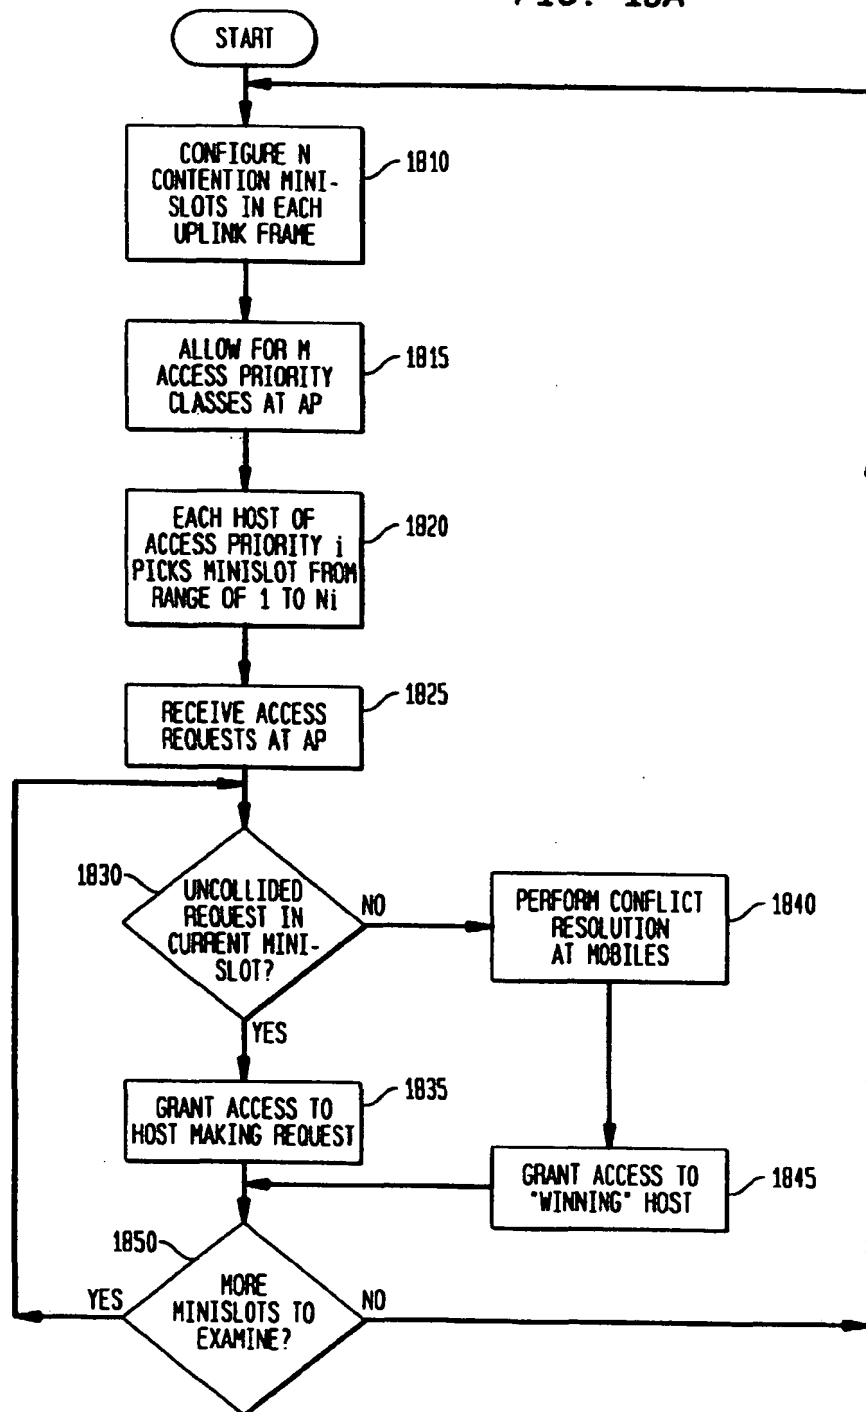 START
CONFIGURE N
CONTENTION MINI-
SLOTS IN EACH
UPLINK FRAME
1810
ALLOW FOR M
ACCESS PRIORITY
CLASSES AT AP
1815
EACH HOST OF
ACCESS PRIORITY i
PICKS MINISLOT FROM
RANGE OF 1 TO Ni
1820
RECEIVE ACCESS
REQUESTS AT AP
1825
1830
UNCOLLIDED
REQUEST IN
CURRENT MINI-
SLOT?
NO
YES
PERFORM CONFLICT
RESOLUTION
AT MOBILES
1840
GRANT ACCESS TO
HOST MAKING REQUEST
1835
GRANT ACCESS TO
"WINNING" HOST
1845
1850
MORE
MINISLOTS TO
EXAMINE?
YES
NO